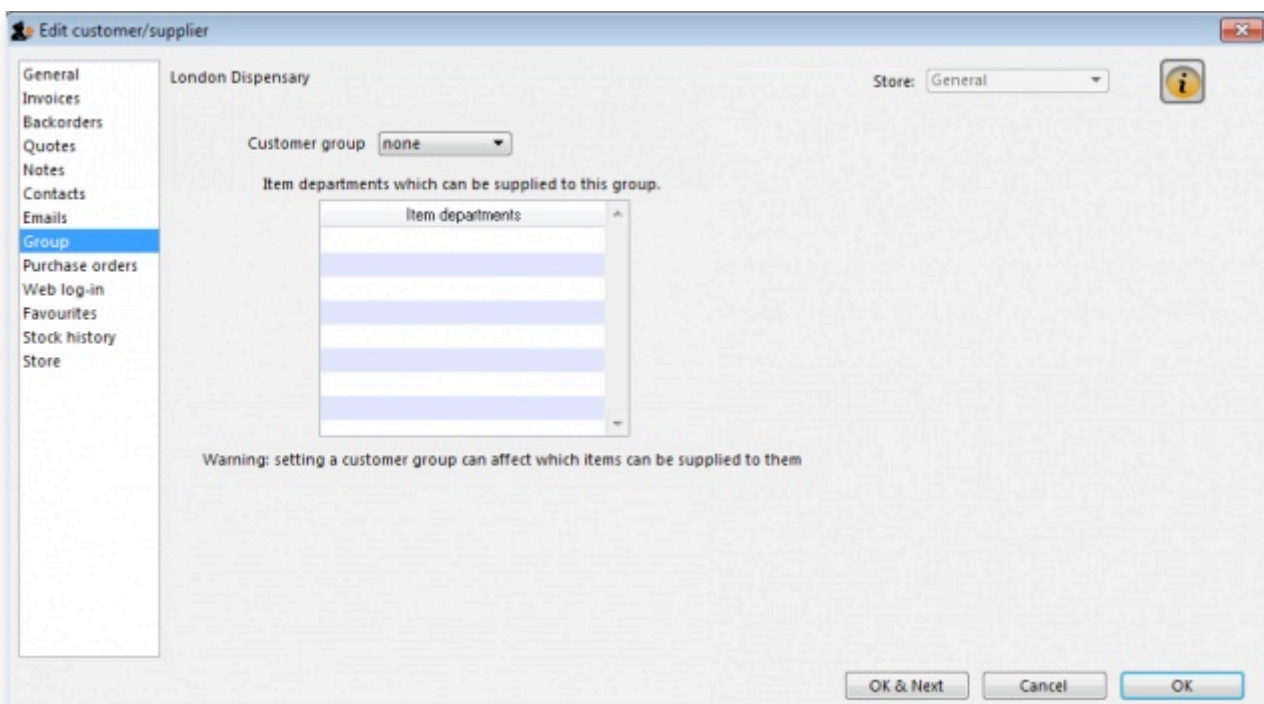 Edit customer/supplier
General
Invoices
Backorders
Quotes
Notes
Contacts
Emails
Group
Purchase orders
Web log-in
Favourites
Stock history
Store
London Dispensary
Store: General
i
Customer group none
Item departments which can be supplied to this group.
Item departments
Warning: setting a customer group can affect which items can be supplied to them
OK & Next Cancel OK